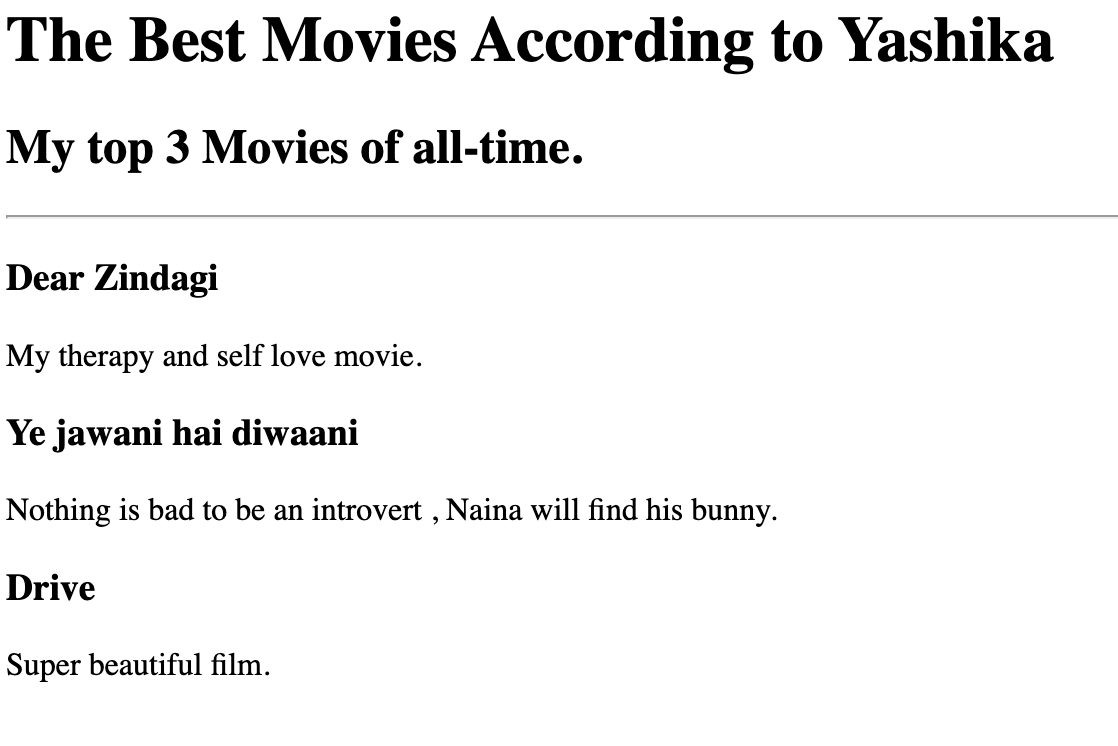 The Best Movies According to Yashika
My top 3 Movies of all-time.
Dear Zindagi
My therapy and self love movie.
Ye jawani hai diwaani
Nothing is bad to be an introvert , Naina will find his bunny.
Drive
Super beautiful film.